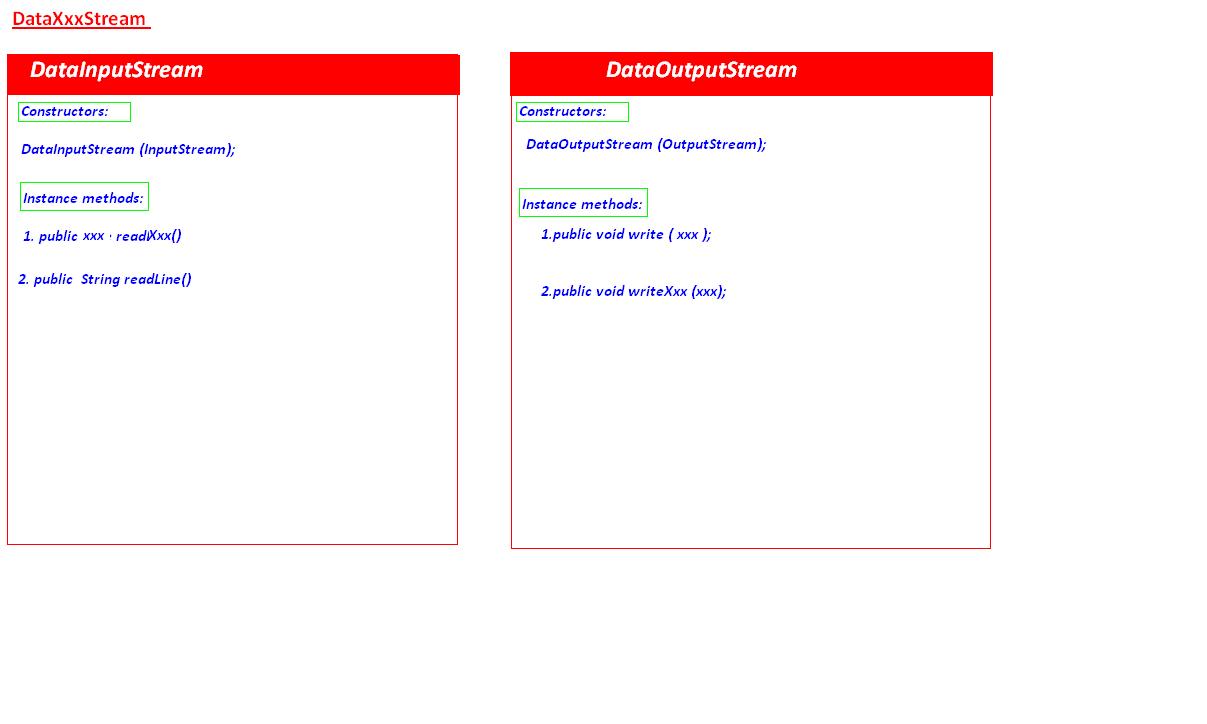 DataXxxStream
DataInputStream
Constructors:
DataInputStream (InputStream);
Instance methods:
1. public xxx readXxx()
2. public String readLine()
DataOutputStream
Constructors:
DataOutputStream (OutputStream);
Instance methods:
1.public void write ( xxx );
2.public void writeXxx (xxx);